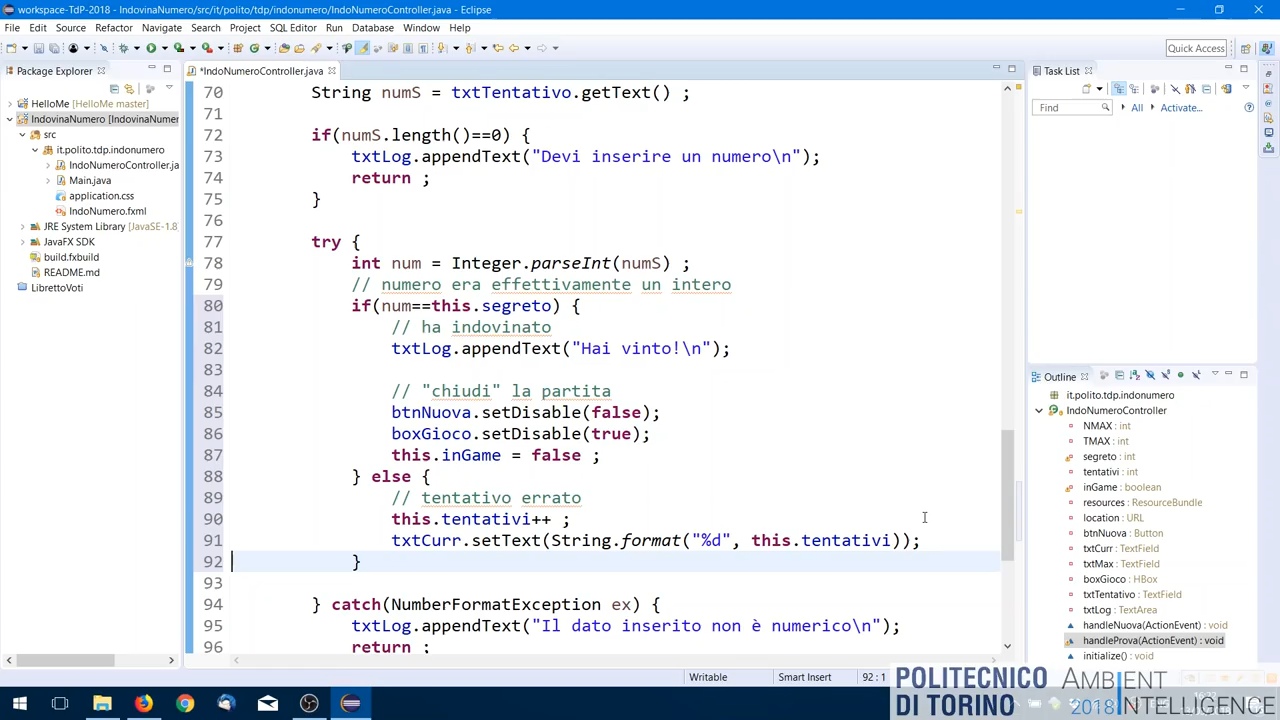 workspace-TdP-2018 - IndovinaNumero/src/it/polito/tdp/indonumero/IndoNumeroController.java - Eclipse
File Edit Source Refactor Navigate Search Project SQL Editor Run Database Window Help
Quick Access
Package Explorer
*IndoNumeroController.java
Task List
HelloMe [HelloMe master]
IndovinaNumero [IndovinaNumer
src
it.polito.tdp.indonumero
IndoNumeroController.ja
Main.java
application.css
IndoNumero.fxml
JRE System Library [JavaSE-1.8]
JavaFX SDK
build.fxbuild
README.md
LibrettoVoti
70 String numS = txtTentativo.getText() ;
71
72 if(numS.length()==0) {
73 txtLog.appendText("Devi inserire un numero\n");
74 return ;
75 }
76
77 try {
78 int num = Integer.parseInt(numS) ;
79 // numero era effettivamente un intero
80 if(num==this.segreto) {
81 // ha indovinato
82 txtLog.appendText("Hai vinto!\n");
83
84 // "chiudi" la partita
85 btnNuova.setDisable(false);
86 boxGioco.setDisable(true);
87 this.inGame = false ;
88 } else {
89 // tentativo errato
90 this.tentativi++ ;
91 txtCurr.setText(String.format("%d", this.tentativi));
92 }
93
94 } catch(NumberFormatException ex) {
95 txtLog.appendText("Il dato inserito non è numerico\n");
96 return ;
Find All Activate...
Outline
it.polito.tdp.indonumero
IndoNumeroController
NMAX : int
TMAX : int
segreto : int
tentativi : int
inGame : boolean
resources : ResourceBundle
location : URL
btnNuova : Button
txtCurr : TextField
txtMax : TextField
boxGioco : HBox
txtTentativo : TextField
txtLog : TextArea
handleNuova(ActionEvent) : void
handleProva(ActionEvent) : void
initialize() : void
Writable Smart Insert 92 : 1
POLITECNICO
DI TORINO
AMBIENT
2018 INTELLIGENCE